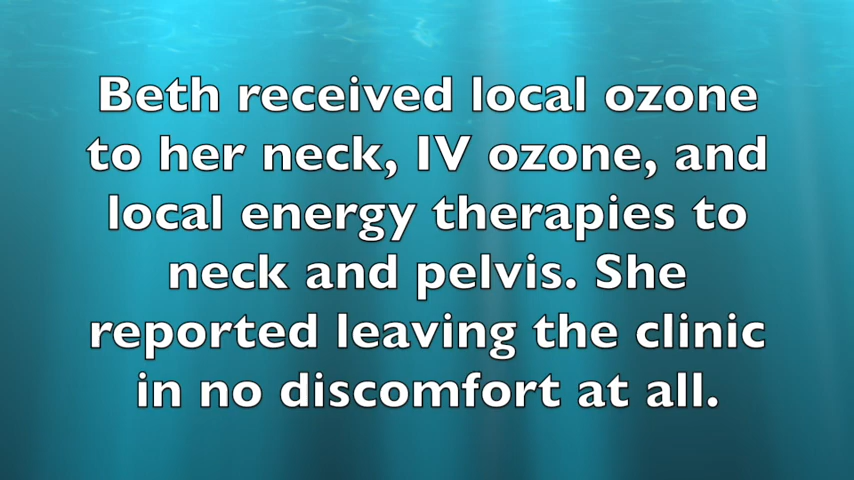 Beth received local ozone
to her neck, IV ozone, and
local energy therapies to
neck and pelvis. She
reported leaving the clinic
in no discomfort at all.